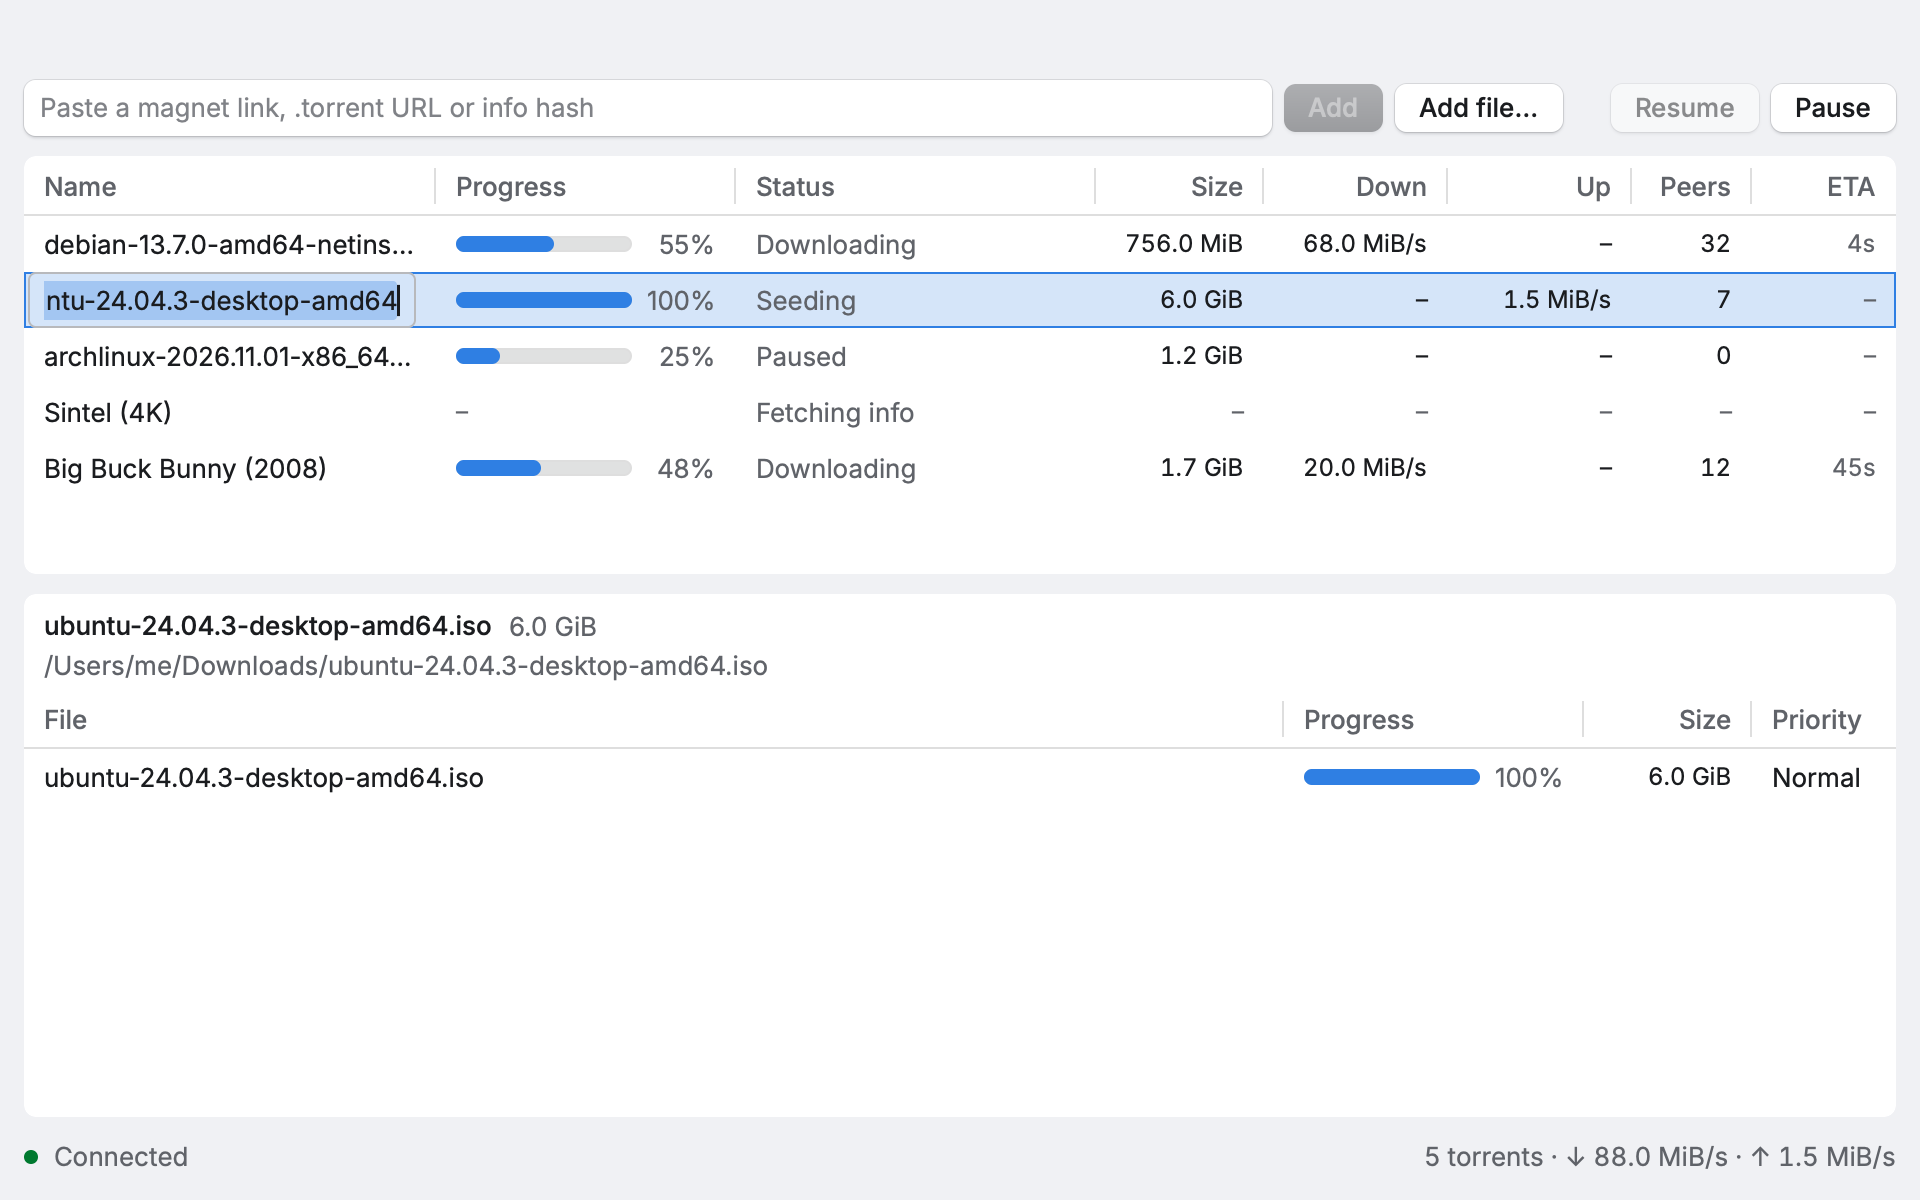 Paste a magnet link, .torrent URL or info hash Add Add file... Resume Pause
Name Progress Status Size Down Up Peers ETA
debian-13.7.0-amd64-netins... 55% Downloading 756.0 MiB 68.0 MiB/s – 32 4s
ntu-24.04.3-desktop-amd64 100% Seeding 6.0 GiB – 1.5 MiB/s 7 –
archlinux-2026.11.01-x86_64... 25% Paused 1.2 GiB – – 0 –
Sintel (4K) – Fetching info – – – – –
Big Buck Bunny (2008) 48% Downloading 1.7 GiB 20.0 MiB/s – 12 45s
ubuntu-24.04.3-desktop-amd64.iso 6.0 GiB
/Users/me/Downloads/ubuntu-24.04.3-desktop-amd64.iso
File Progress Size Priority
ubuntu-24.04.3-desktop-amd64.iso 100% 6.0 GiB Normal
Connected 5 torrents · ↓ 88.0 MiB/s · ↑ 1.5 MiB/s